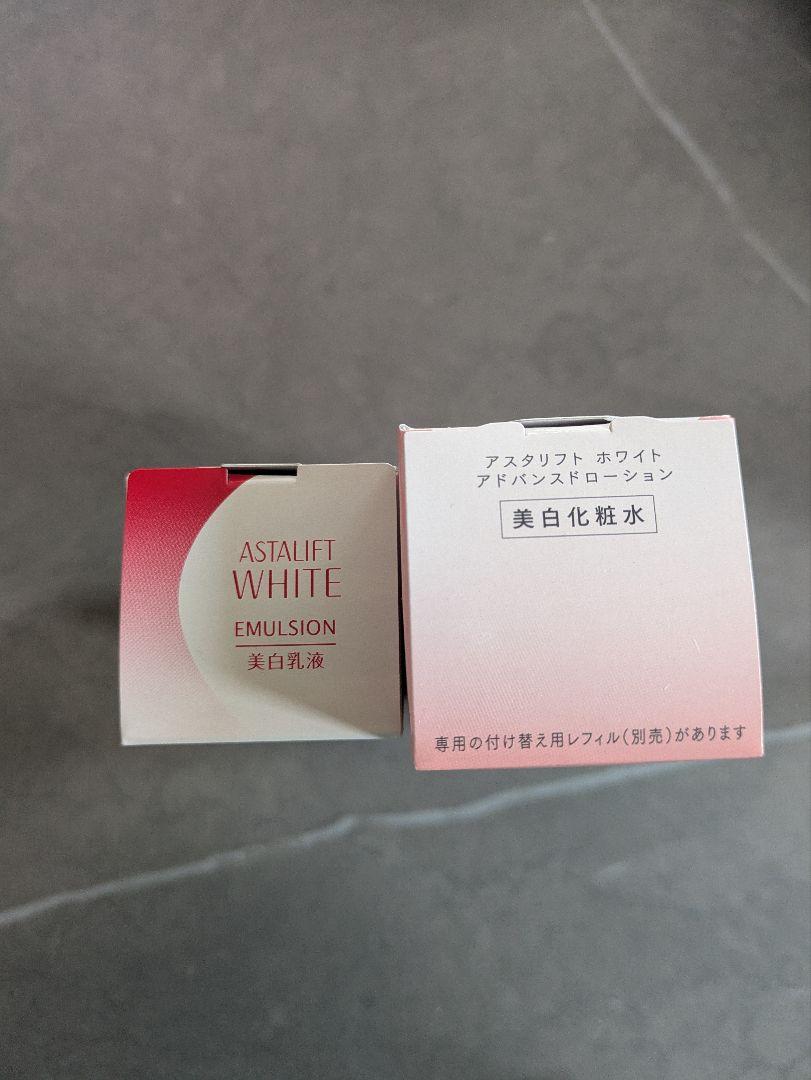 ASTALIFT
WHITE
EMULSION
美白乳液
アスタリフト ホワイト
アドバンスドローション
美白化粧水
専用の付け替え用レフィル(別売)があります